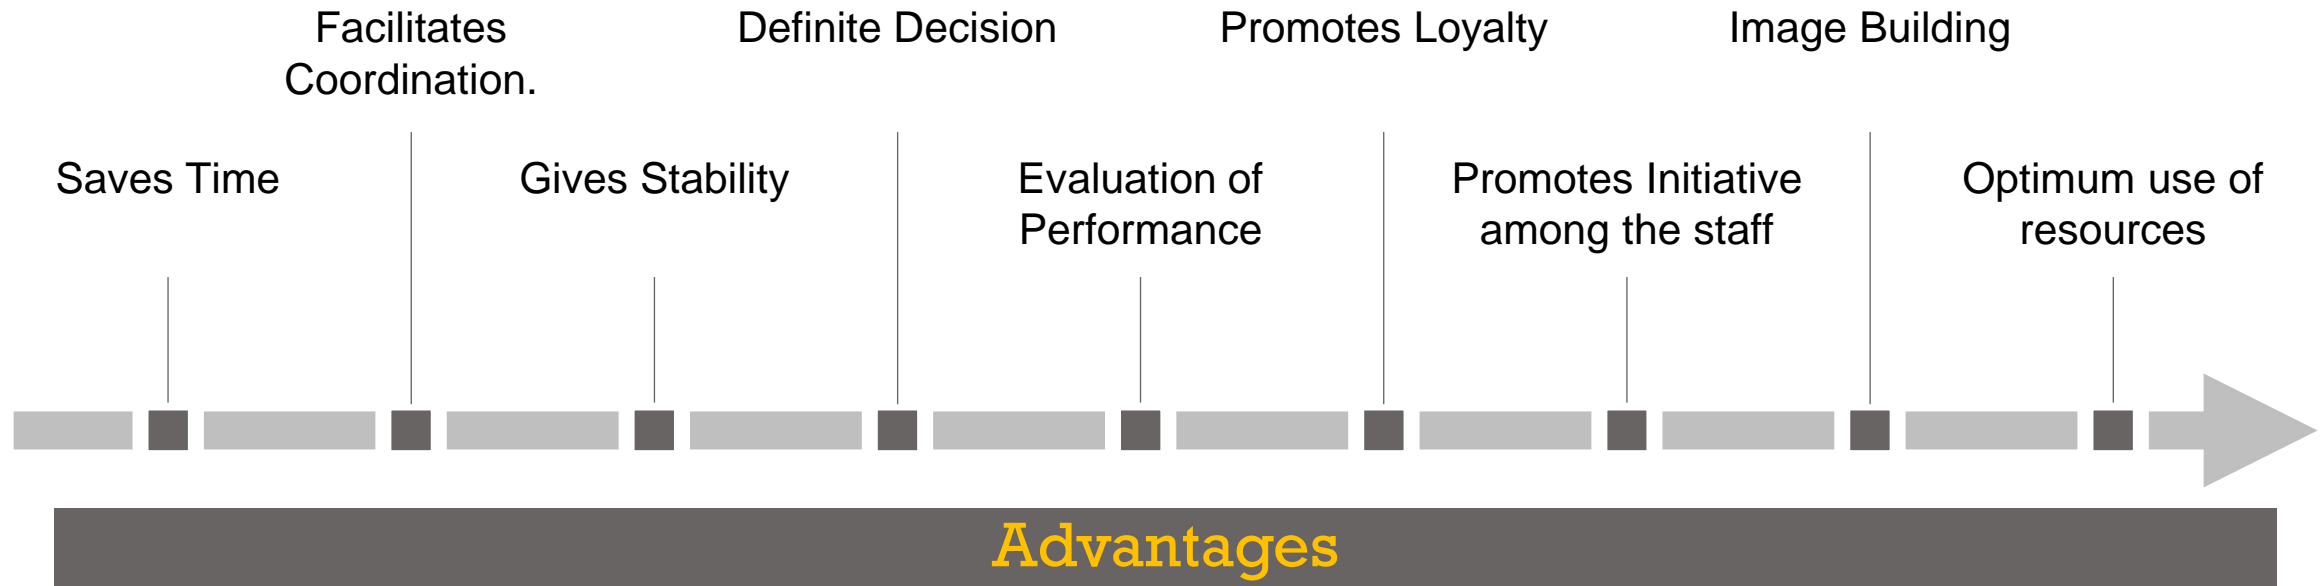 Facilitates
Coordination.
Definite Decision
Promotes Loyalty
Image Building
Saves Time
Gives Stability
Evaluation of
Performance
Promotes Initiative
among the staff
Optimum use of
resources
Advantages